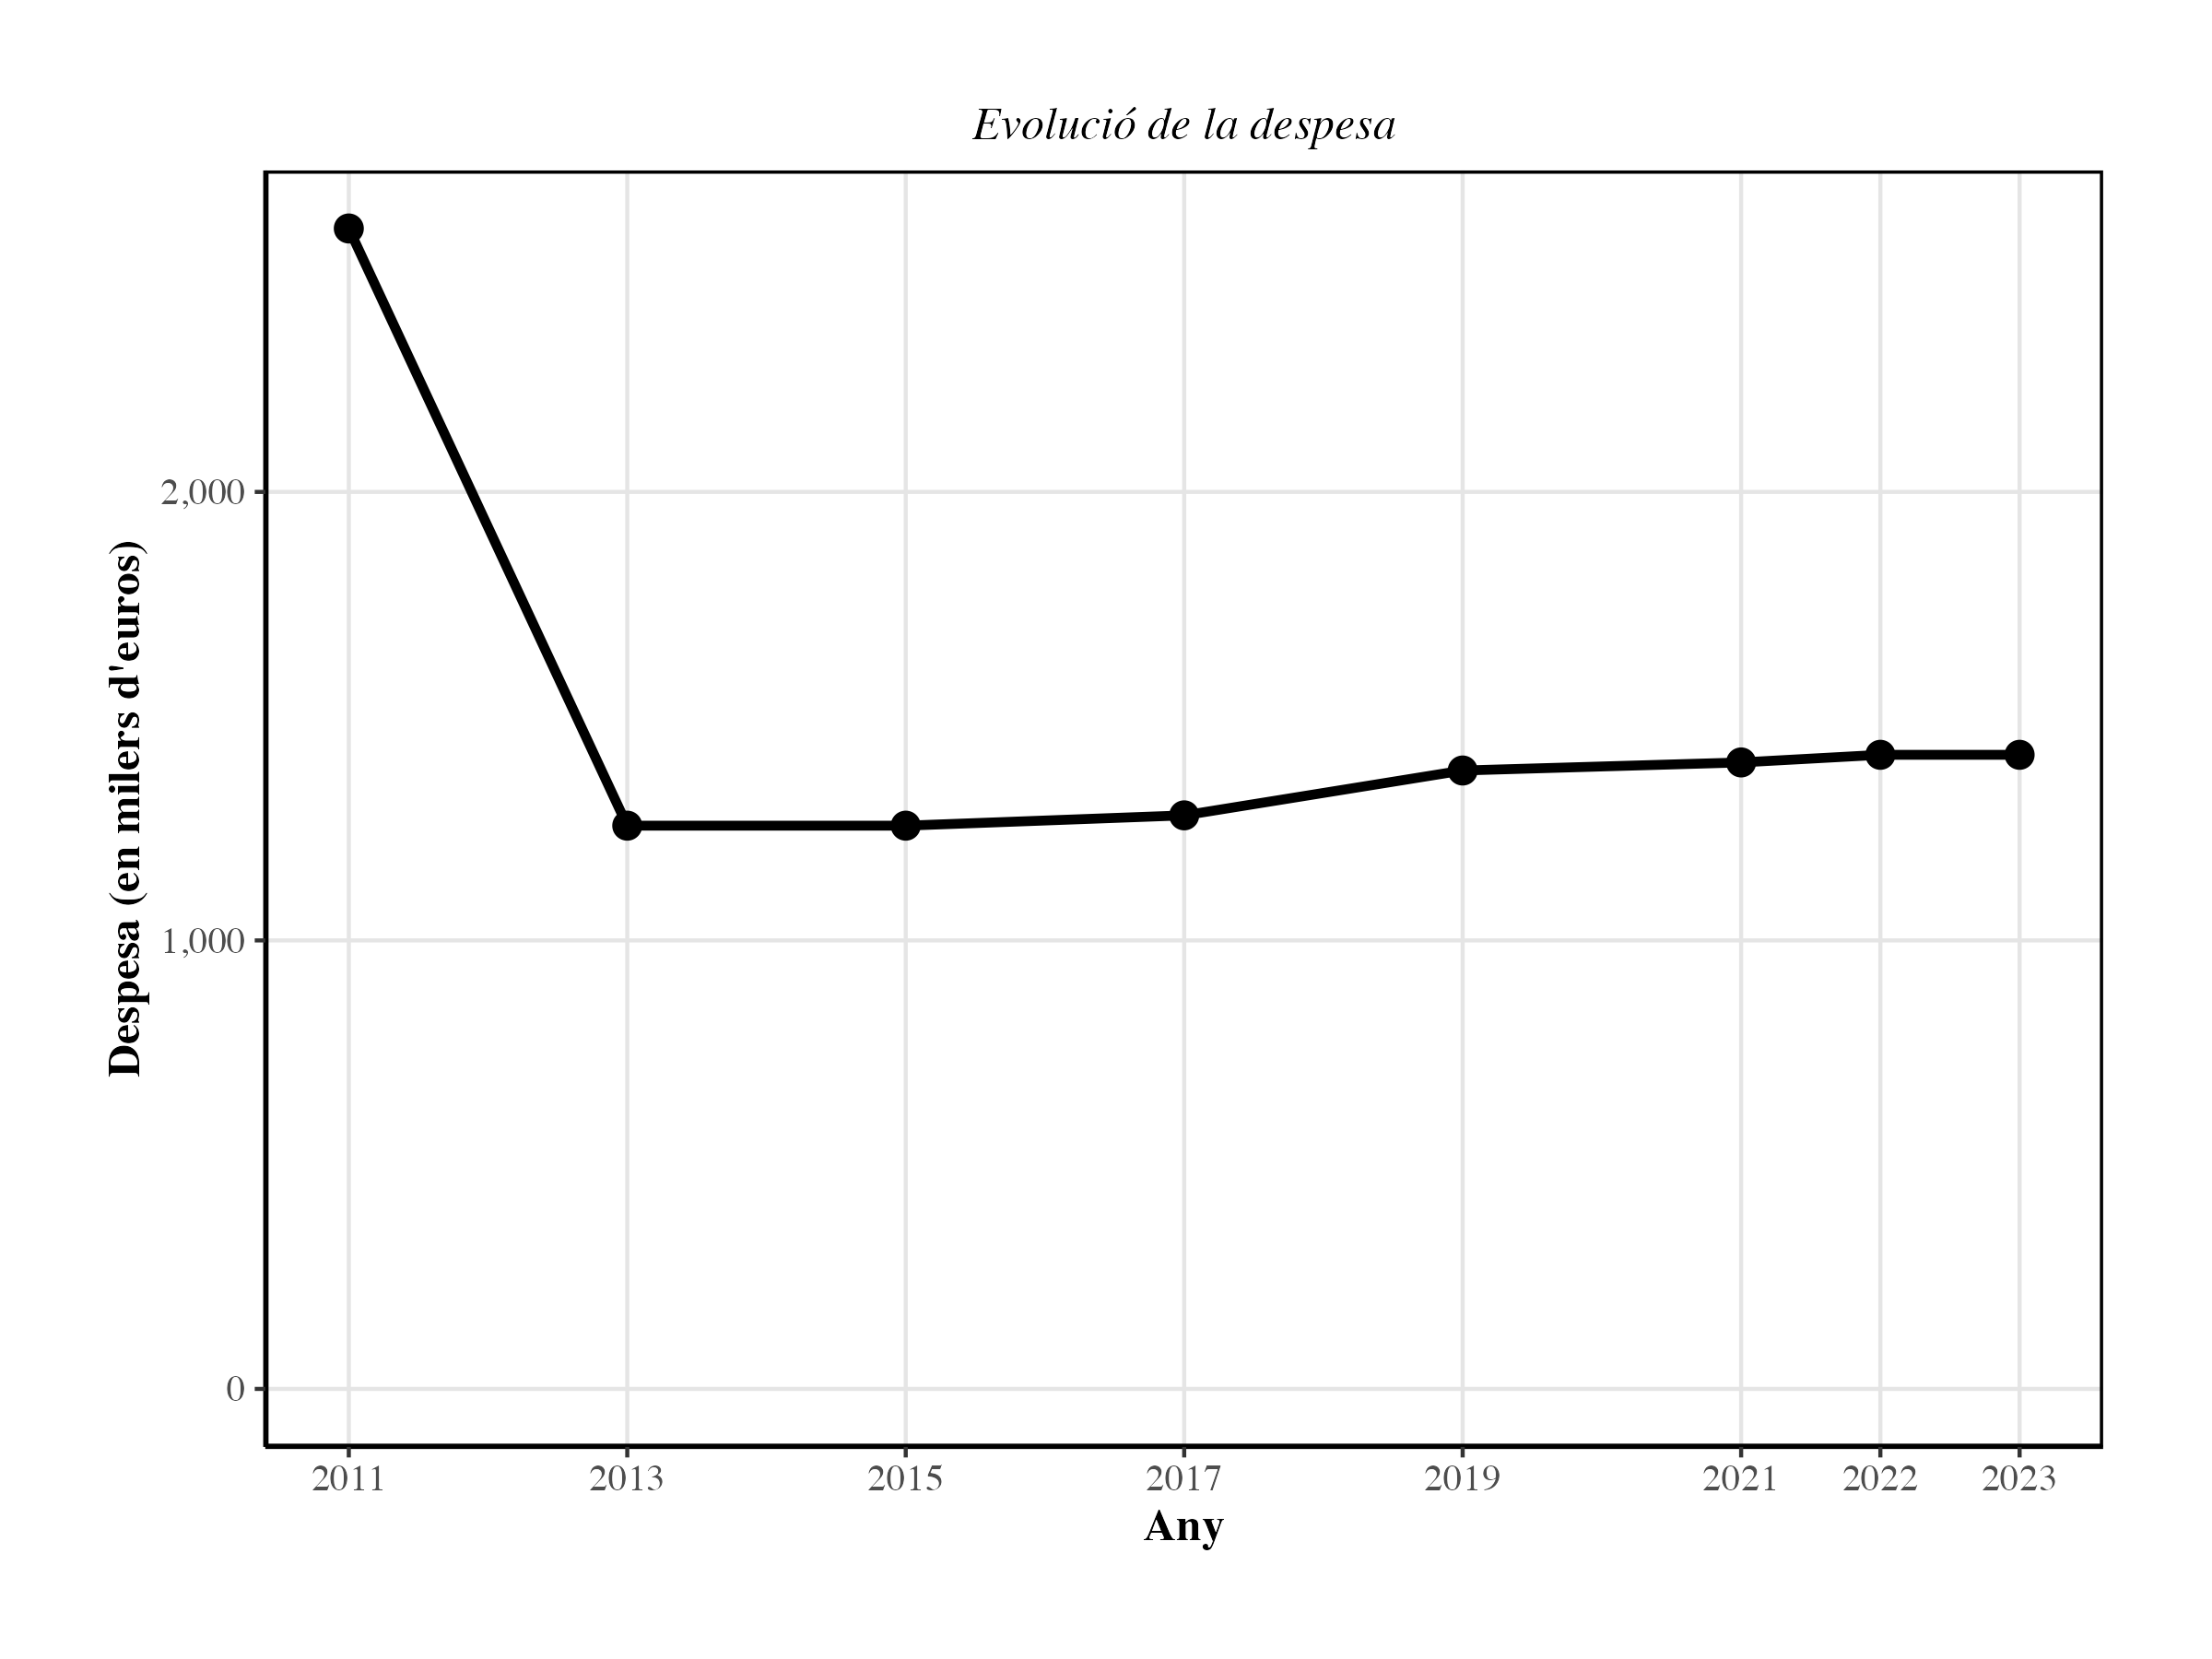 Evolució de la despesa
Despesa (en milers d'euros)
2,000
1,000
0
2011 2013 2015 2017 2019 2021 2022 2023
Any